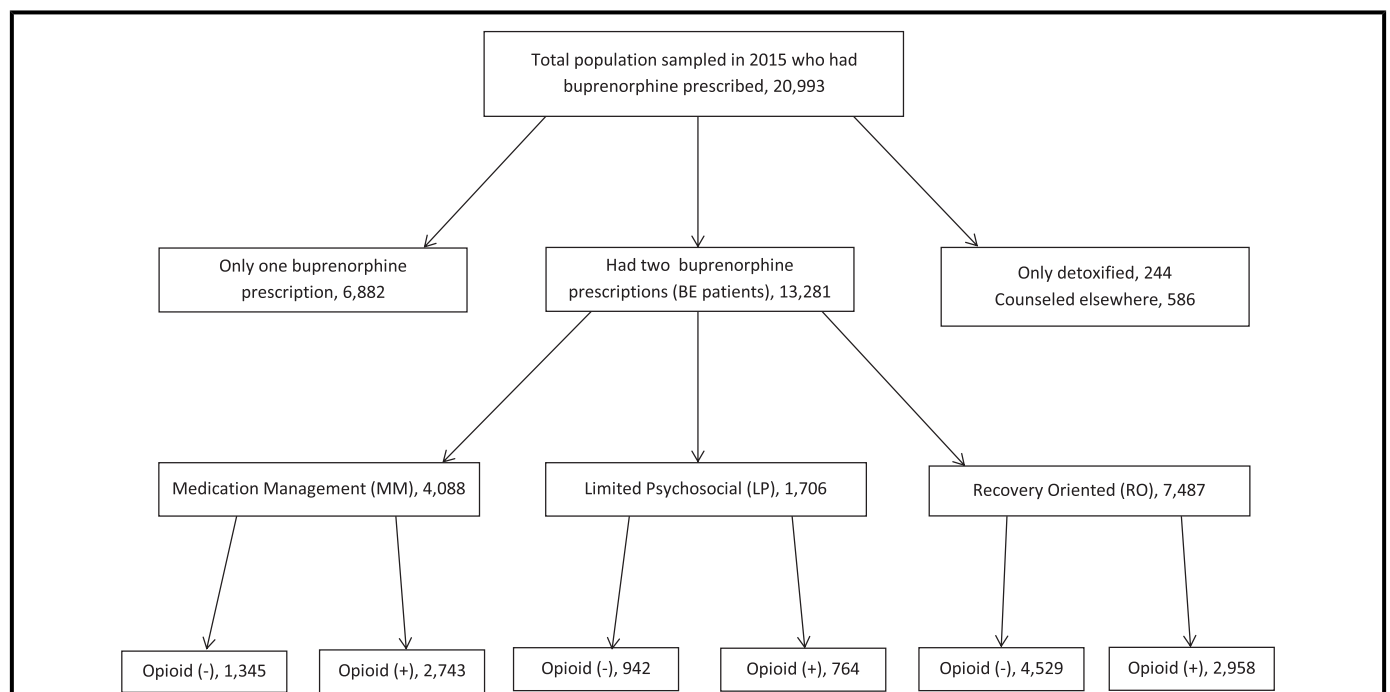 Total population sampled in 2015 who had
buprenorphine prescribed, 20,993
Only one buprenorphine
prescription, 6,882
Had two buprenorphine
prescriptions (BE patients), 13,281
Only detoxified, 244
Counseled elsewhere, 586
Medication Management (MM), 4,088
Limited Psychosocial (LP), 1,706
Recovery Oriented (RO), 7,487
Opioid (-), 1,345
Opioid (+), 2,743
Opioid (-), 942
Opioid (+), 764
Opioid (-), 4,529
Opioid (+), 2,958